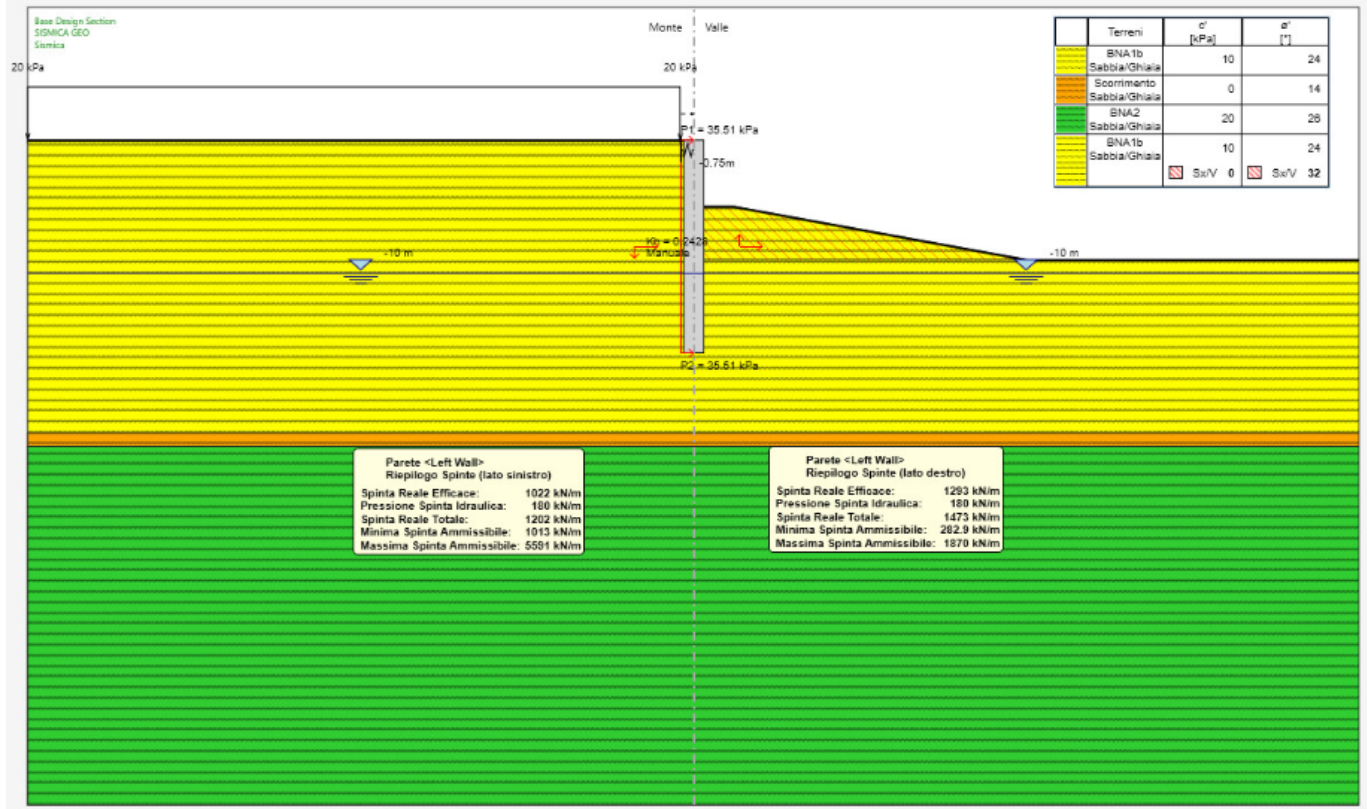 Base Design Section
SISMICA GEO
Sismica
Monte
Valle
20 kPa
20 kPa
P1 = 35.51 kPa
-0.75m
Kh = 0.2428
Manuale
-10 m
-10 m
P2 = 35.51 kPa
Terreni c' [kPa] ø' [°]
BNA1b
Sabbia/Ghiaia 10 24
Scorrimento
Sabbia/Ghiaia 0 14
BNA2
Sabbia/Ghiaia 20 26
BNA1b
Sabbia/Ghiaia 10 24
Sx/V 0 Sx/V 32
Parete <Left Wall>
Riepilogo Spinte (lato sinistro)
Spinta Reale Efficace: 1022 kN/m
Pressione Spinta Idraulica: 180 kN/m
Spinta Reale Totale: 1202 kN/m
Minima Spinta Ammissibile: 1013 kN/m
Massima Spinta Ammissibile: 5591 kN/m
Parete <Left Wall>
Riepilogo Spinte (lato destro)
Spinta Reale Efficace: 1293 kN/m
Pressione Spinta Idraulica: 180 kN/m
Spinta Reale Totale: 1473 kN/m
Minima Spinta Ammissibile: 282.9 kN/m
Massima Spinta Ammissibile: 1870 kN/m